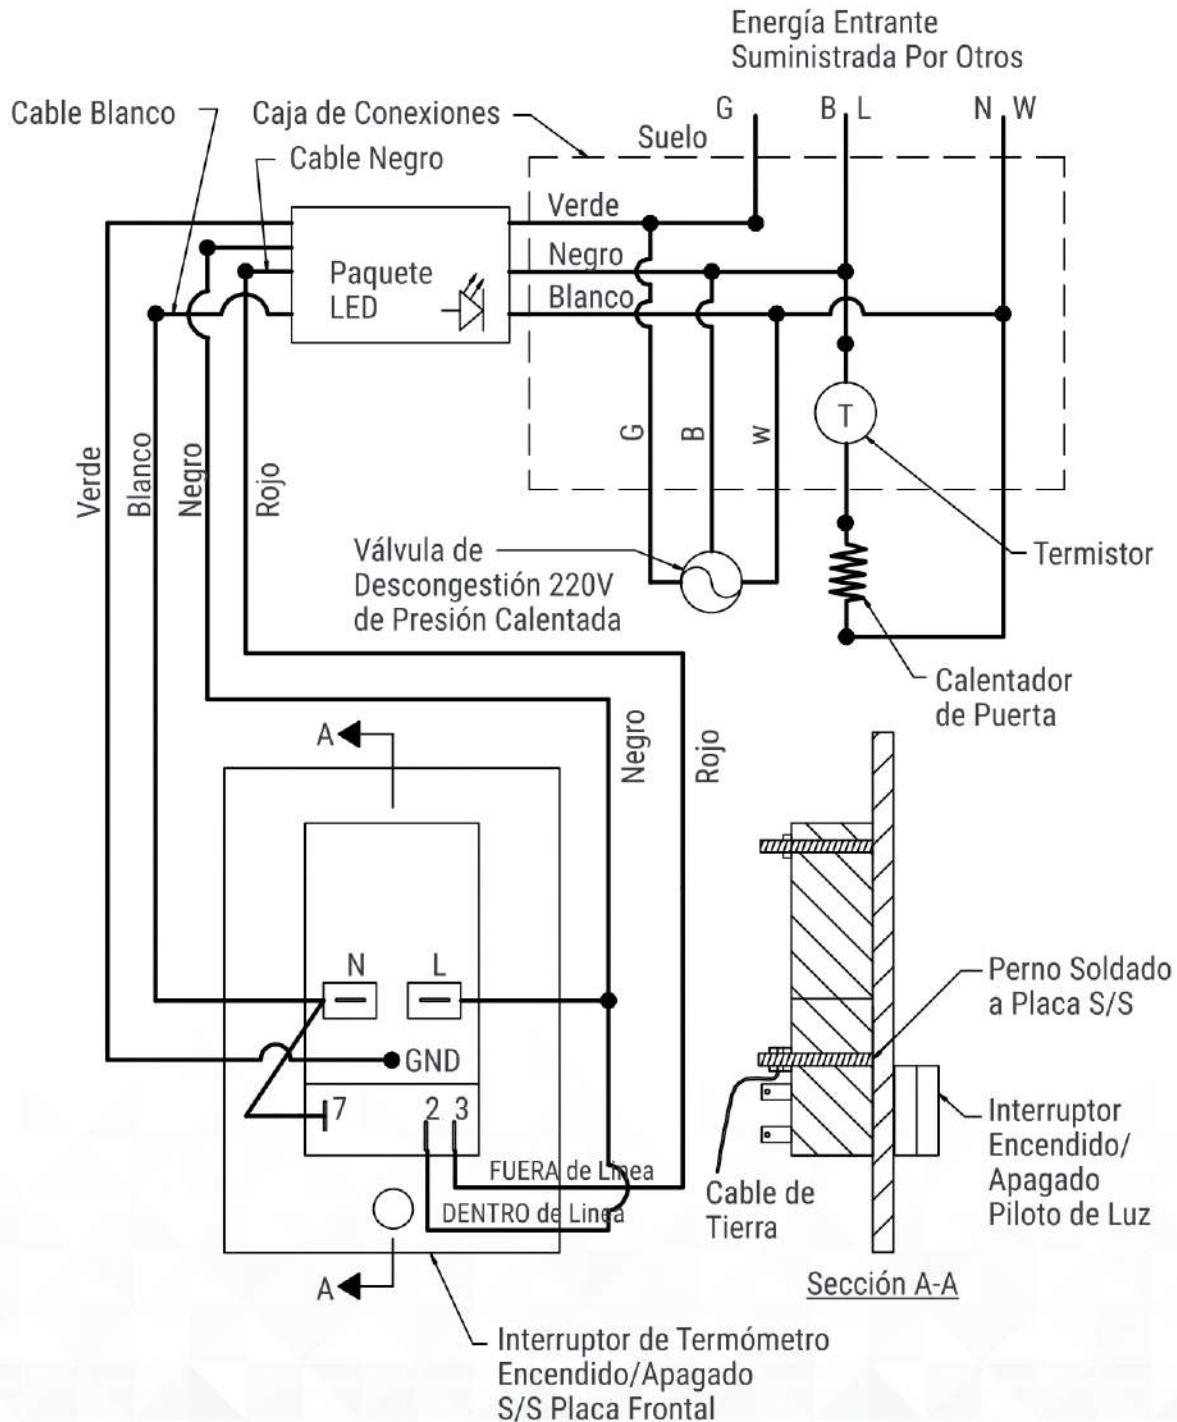 Energía Entrante
Suministrada Por Otros
G
B L
N W
Cable Blanco
Caja de Conexiones
Suelo
Cable Negro
Verde
Negro
Blanco
Paquete
LED
T
G
B
W
Verde
Blanco
Negro
Rojo
Válvula de
Descongestión 220V
de Presión Calentada
Termistor
Calentador
de Puerta
A
Negro
Rojo
N
L
GND
7
2 3
FUERA de Linea
DENTRO de Linea
A
Perno Soldado
a Placa S/S
Interruptor
Encendido/
Apagado
Piloto de Luz
Cable de
Tierra
Sección A-A
Interruptor de Termómetro
Encendido/Apagado
S/S Placa Frontal